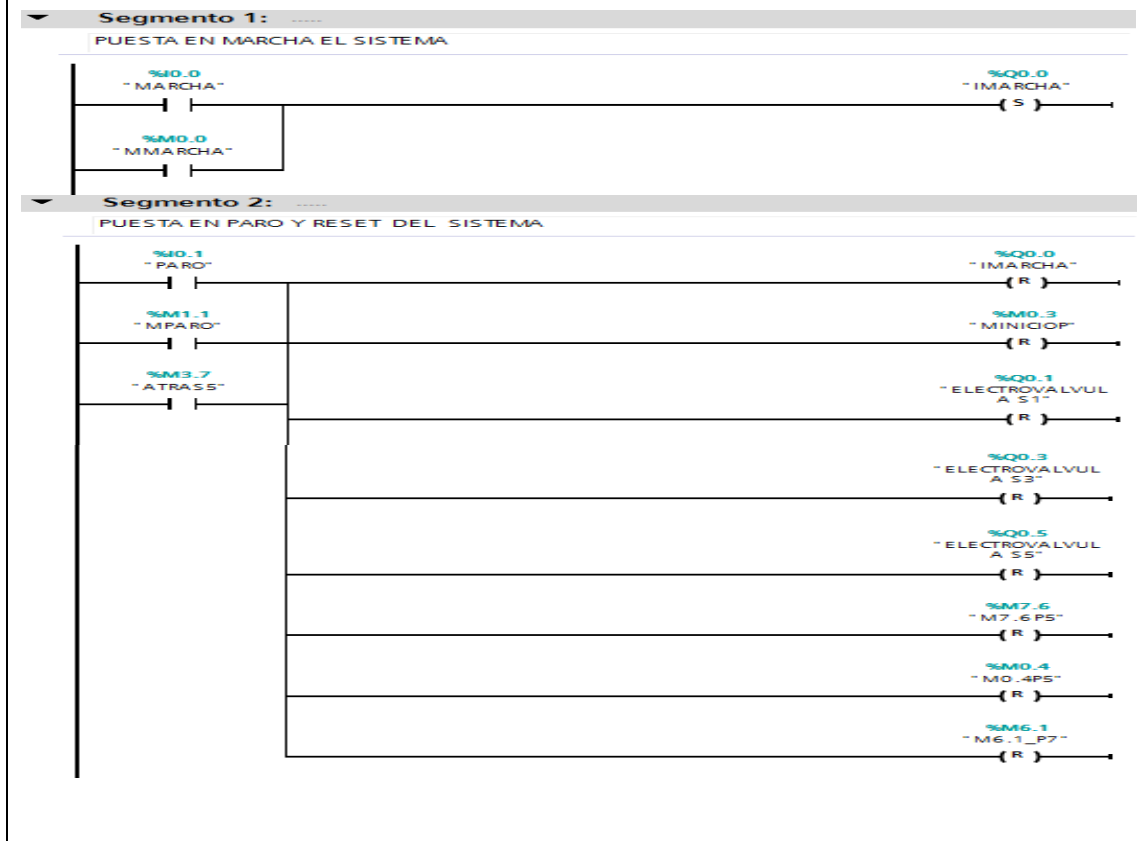 Segmento 1: .....
PUESTA EN MARCHA EL SISTEMA
%I0.0
"MARCHA"
%Q0.0
"IMARCHA"
( S )
%M0.0
"MMARCHA"
Segmento 2: .....
PUESTA EN PARO Y RESET DEL SISTEMA
%I0.1
"PARO"
%Q0.0
"IMARCHA"
( R )
%M1.1
"MPARO"
%M0.3
"MINICIOP"
( R )
%M3.7
"ATRAS5"
%Q0.1
"ELECTROVALVUL
A S1"
( R )
%Q0.3
"ELECTROVALVUL
A S3"
( R )
%Q0.5
"ELECTROVALVUL
A S5"
( R )
%M7.6
"M7.6P5"
( R )
%M0.4
"M0.4P5"
( R )
%M6.1
"M6.1_P7"
( R )